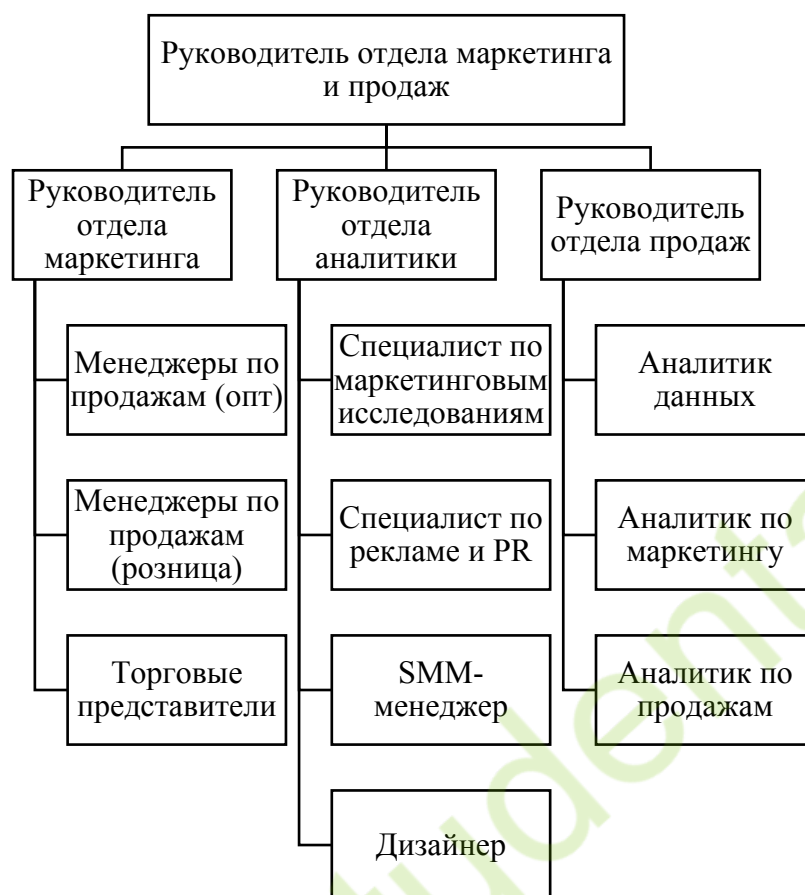 Руководитель отдела маркетинга
и продаж
Руководитель
отдела
маркетинга
Менеджеры по
продажам (опт)
Менеджеры по
продажам
(розница)
Торговые
представители
Руководитель
отдела
аналитики
Специалист по
маркетинговым
исследованиям
Специалист по
рекламе и PR
SMM-
менеджер
Дизайнер
Руководитель
отдела продаж
Аналитик
данных
Аналитик по
маркетингу
Аналитик по
продажам